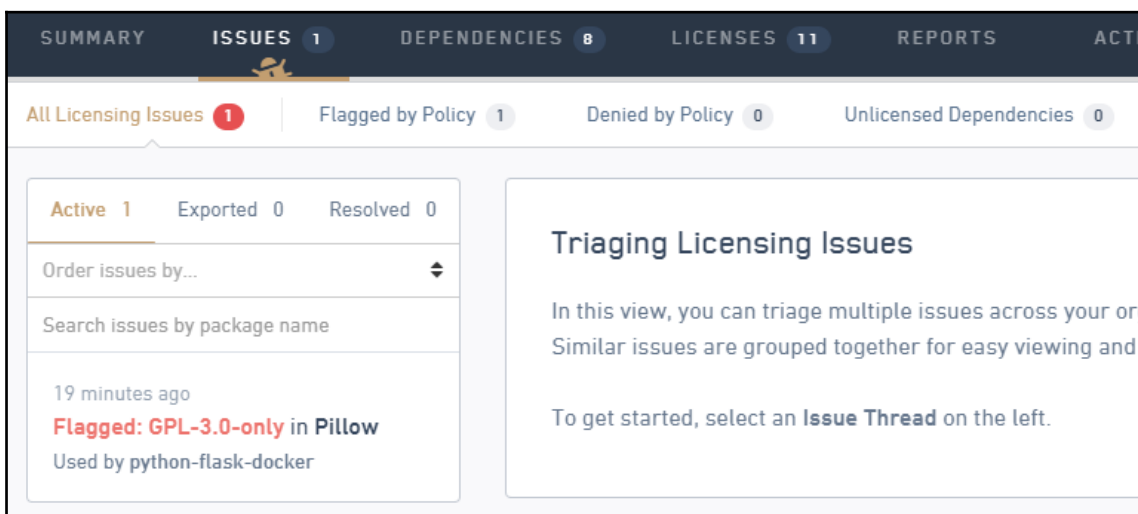 SUMMARY ISSUES 1 DEPENDENCIES 8 LICENSES 11 REPORTS
All Licensing Issues 1 Flagged by Policy 1 Denied by Policy 0 Unlicensed Dependencies 0
Active 1 Exported 0 Resolved 0
Order issues by...
Search issues by package name
19 minutes ago
Flagged: GPL-3.0-only in Pillow
Used by python-flask-docker
Triaging Licensing Issues
In this view, you can triage multiple issues across your
Similar issues are grouped together for easy viewing and
To get started, select an Issue Thread on the left.